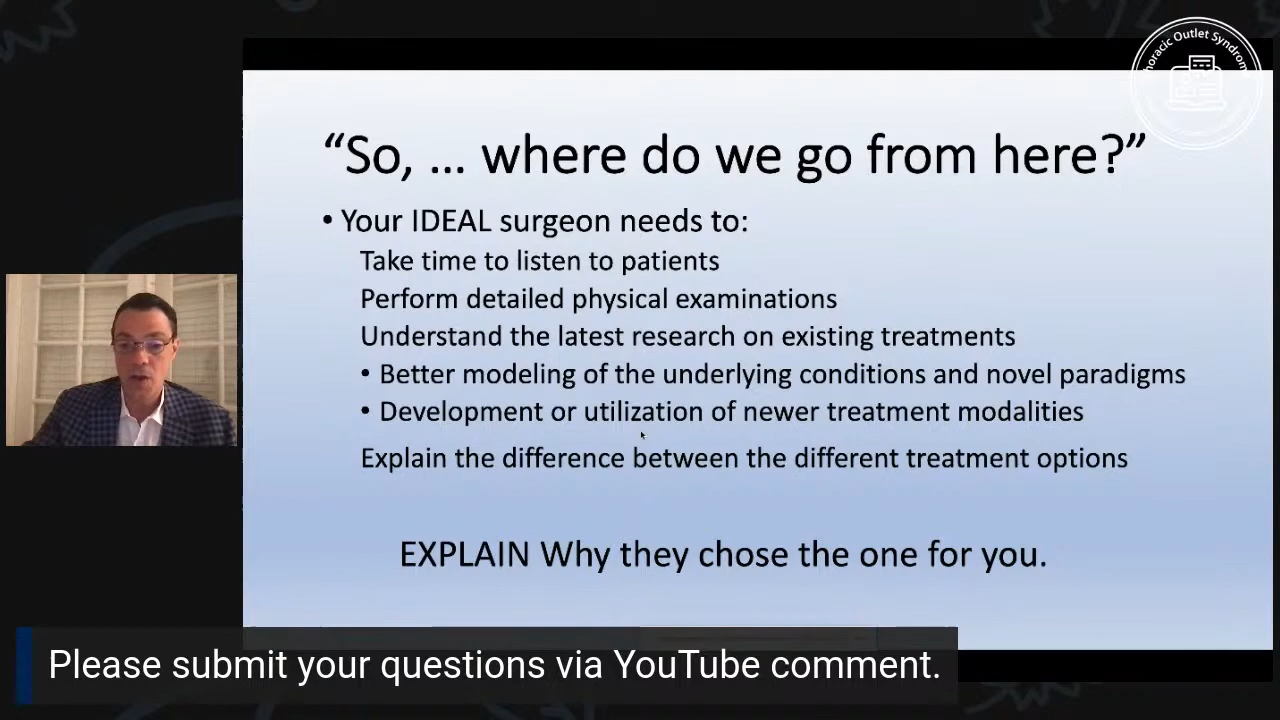 Thoracic Outlet Syndrome
“So, … where do we go from here?”
• Your IDEAL surgeon needs to:
Take time to listen to patients
Perform detailed physical examinations
Understand the latest research on existing treatments
• Better modeling of the underlying conditions and novel paradigms
• Development or utilization of newer treatment modalities
Explain the difference between the different treatment options
EXPLAIN Why they chose the one for you.
Please submit your questions via YouTube comment.